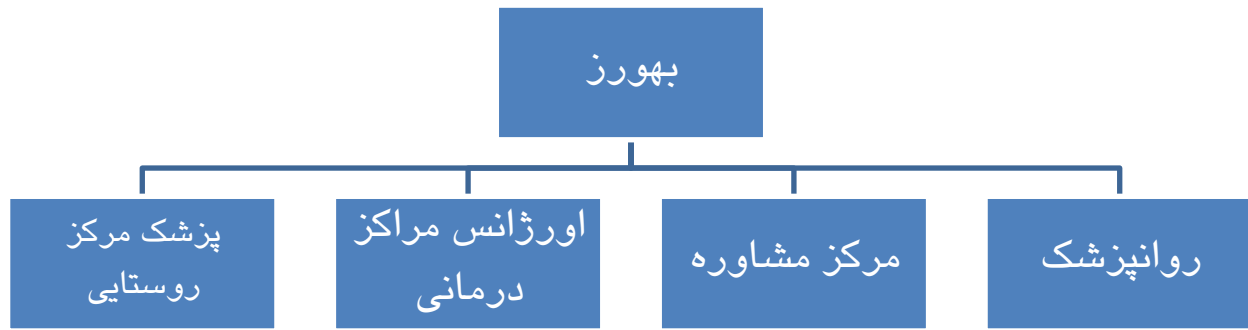 بهورز
روانپزشک
مرکز مشاوره
اورژانس مراکز
درمانی
پزشک مرکز
روستایی